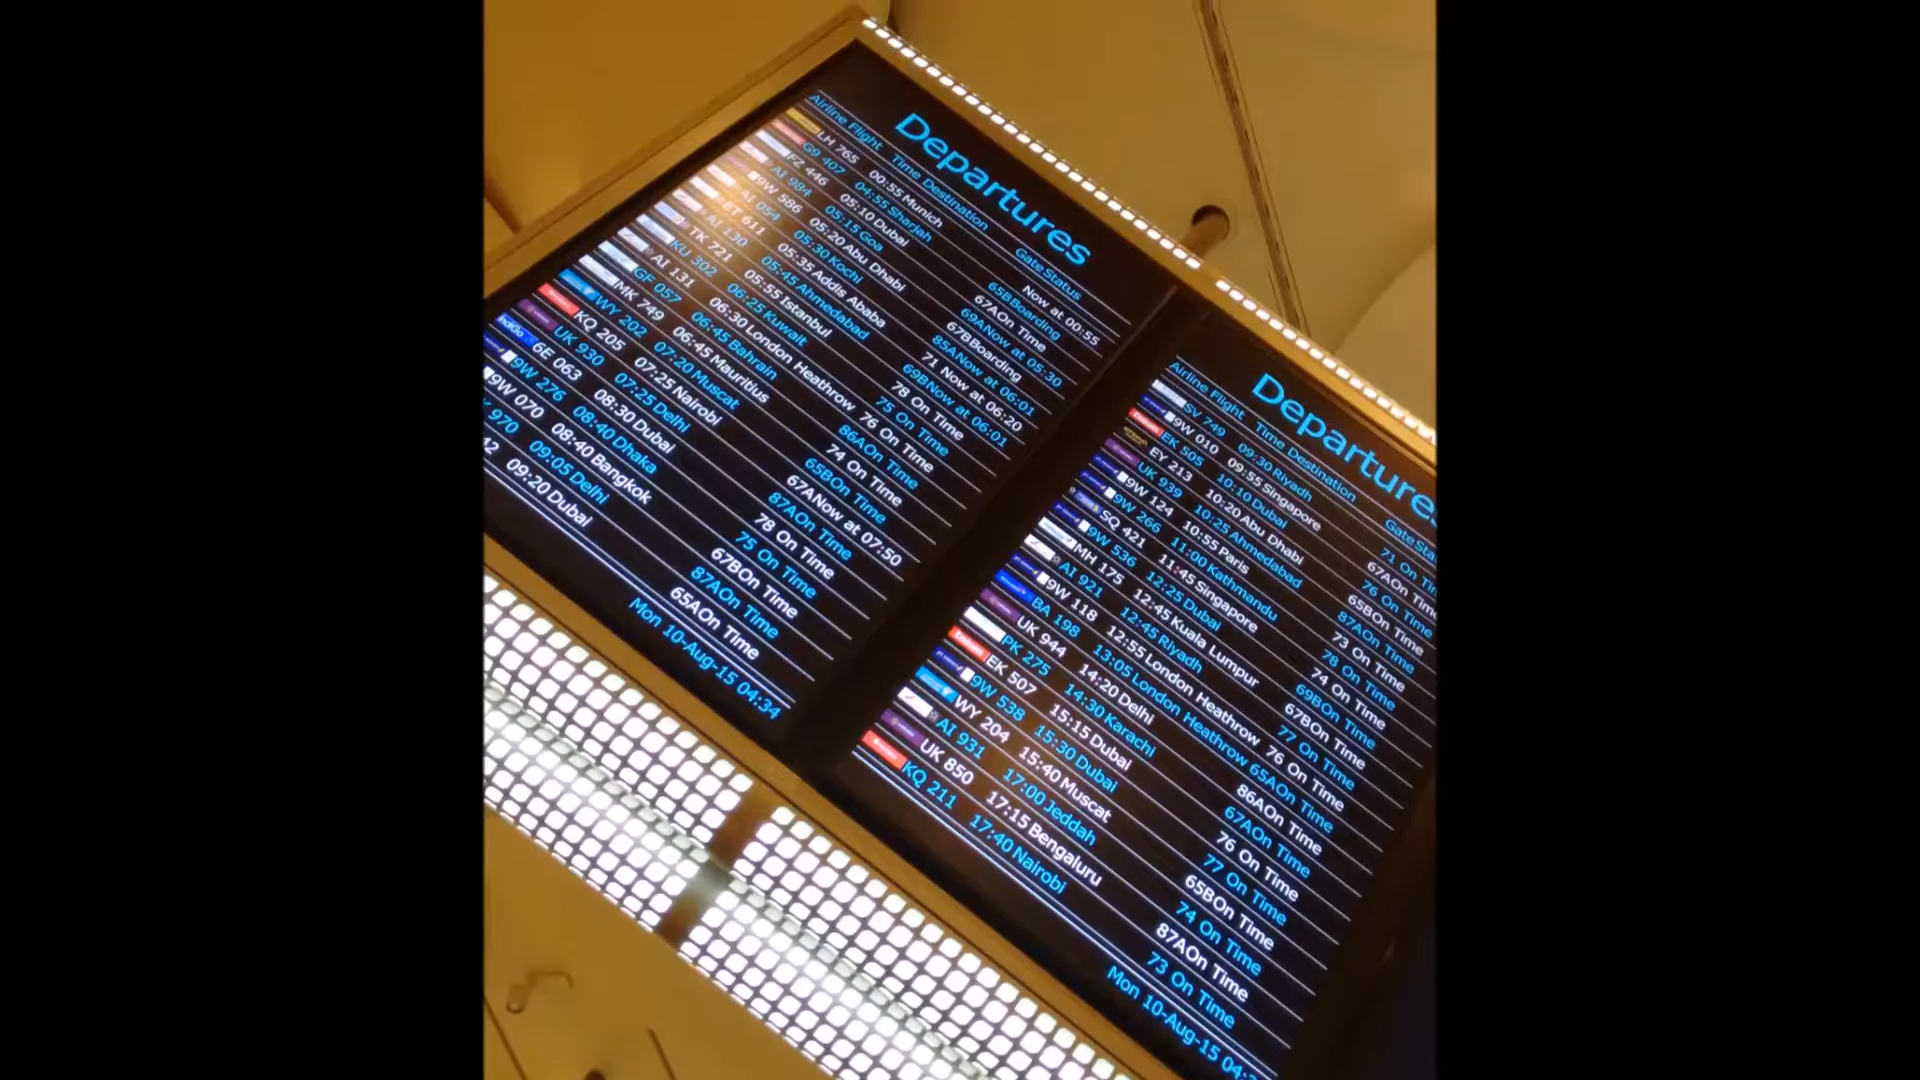 Departures
Airline Flight Time Destination Gate Status
LH 765 00:55 Munich Now at 00:55
G9 407 04:55 Sharjah 65B Boarding
FZ 446 05:10 Dubai 67A On Time
AI 984 05:15 Goa 69A Now at 05:30
9W 586 05:20 Abu Dhabi 67B Boarding
AI 054 05:30 Kochi 85A Now at 06:01
ET 611 05:35 Addis Ababa 71 Now at 06:20
AI 130 05:45 Ahmedabad 69B Now at 06:01
TK 721 05:55 Istanbul 78 On Time
KU 302 06:25 Kuwait 75 On Time
AI 131 06:30 London Heathrow 76 On Time
GF 057 06:45 Bahrain 86A On Time
MK 749 06:45 Mauritius 74 On Time
WY 202 07:20 Muscat 65B On Time
KQ 205 07:25 Nairobi 67A Now at 07:50
UK 930 07:25 Delhi 87A On Time
IndiGo 6E 063 08:30 Dubai 78 On Time
9W 276 08:40 Dhaka 75 On Time
9W 070 08:40 Bangkok 67B On Time
970 09:05 Delhi 87A On Time
09:20 Dubai 65A On Time
Mon 10-Aug-15 04:34
Departures
Airline Flight Time Destination Gate Sta
SV 749 09:30 Riyadh 71 On Tim
9W 010 09:55 Singapore 67A On Tim
Emirates EK 505 10:10 Dubai 76 On Time
EY 213 10:20 Abu Dhabi 65B On Time
UK 939 10:25 Ahmedabad 87A On Time
9W 124 10:55 Paris 73 On Time
9W 266 11:00 Kathmandu 78 On Time
SQ 421 11:45 Singapore 74 On Time
9W 536 12:25 Dubai 69B On Time
MH 175 12:45 Kuala Lumpur 67B On Time
AI 921 12:45 Riyadh 77 On Time
9W 118 12:55 London Heathrow 76 On Time
BA 198 13:05 London Heathrow 65A On Time
UK 944 14:20 Delhi 86A On Time
PK 275 14:30 Karachi 67A On Time
Emirates EK 507 15:15 Dubai 76 On Time
9W 538 15:30 Dubai 77 On Time
WY 204 15:40 Muscat 65B On Time
AI 931 17:00 Jeddah 74 On Time
UK 850 17:15 Bengaluru 87A On Time
KQ 211 17:40 Nairobi 73 On Time
Mon 10-Aug-15 04: